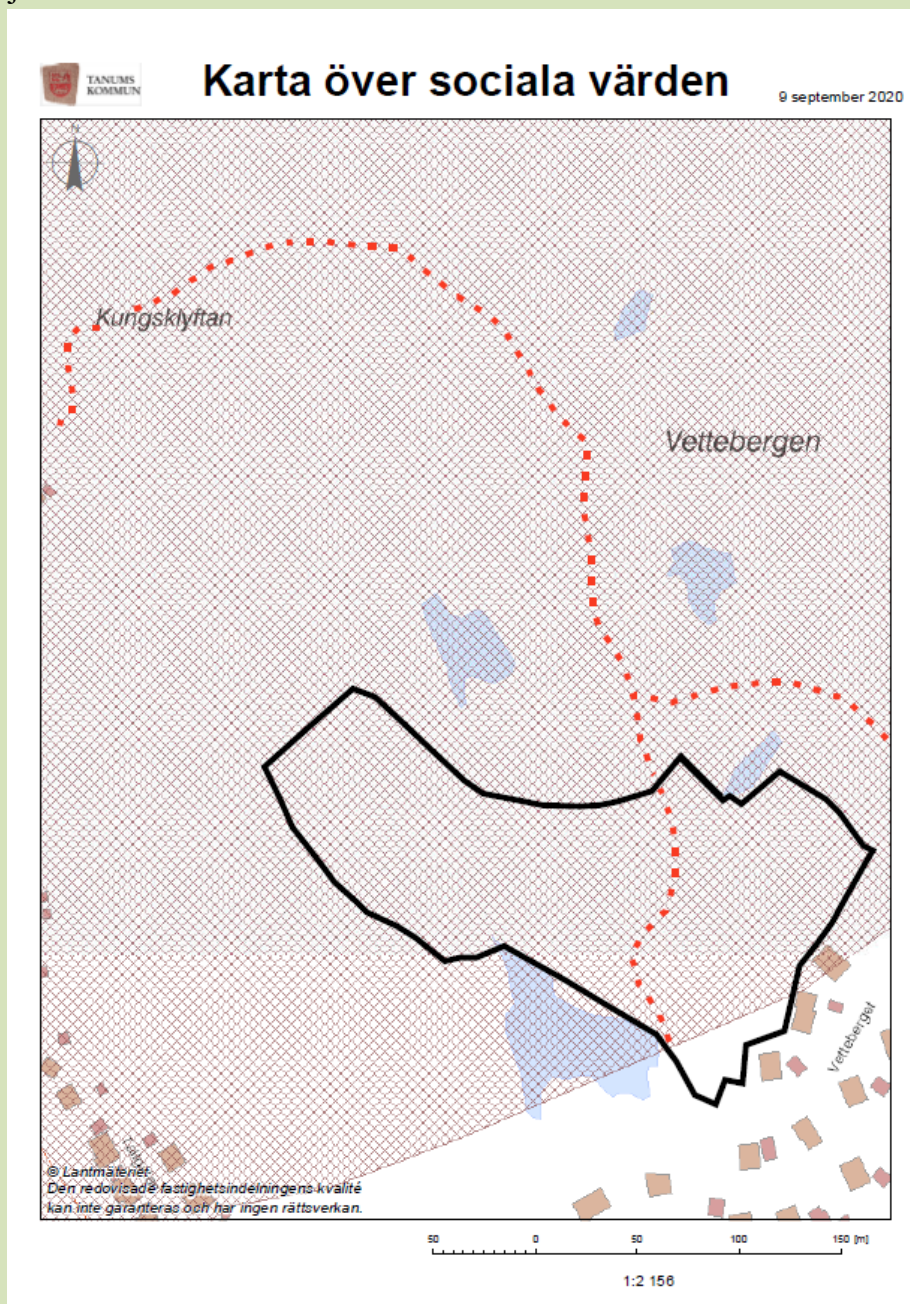 TANUMS
KOMMUN
Karta över sociala värden
9 september 2020
N
Kungsklyftan
Vettebergen
Vetteberget
© Lantmäteriet
Den redovisade fastighetsindelningens kvalité
kan inte garanteras och har ingen rättsverkan.
50 0 50 100 150 [m]
1:2 156